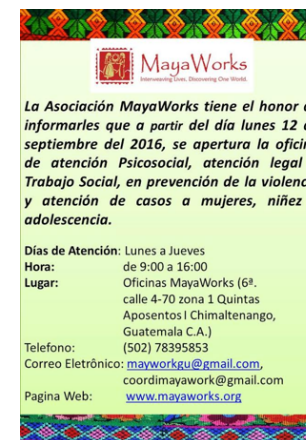 MayaWorks
Interweaving Lives, Discovering One World.
La Asociación MayaWorks tiene el honor
informarles que a partir del día lunes 12
septiembre del 2016, se apertura la
de atención Psicosocial, atención legal
Trabajo Social, en prevención de la
y atención de casos a mujeres, niñez
adolescencia.
Días de Atención: Lunes a Jueves
Hora: de 9:00 a 16:00
Lugar: Oficinas MayaWorks (6ª.
calle 4-70 zona 1 Quintas
Aposentos I Chimaltenango,
Guatemala C.A.)
Telefono: (502) 78395853
Correo Eletrônico: mayworkgu@gmail.com,
coordimayawork@gmail.com
Pagina Web: www.mayaworks.org